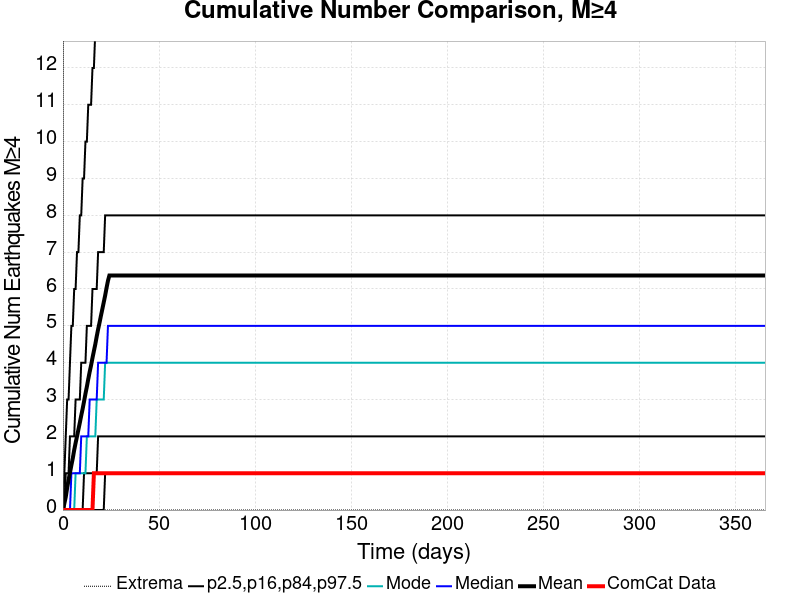 Cumulative Number Comparison, M≥4
Cumulative Num Earthquakes M≥4
12
11
10
9
8
7
6
5
4
3
2
1
0
0 50 100 150 200 250 300 350
Time (days)
Extrema p2.5,p16,p84,p97.5 Mode Median Mean ComCat Data